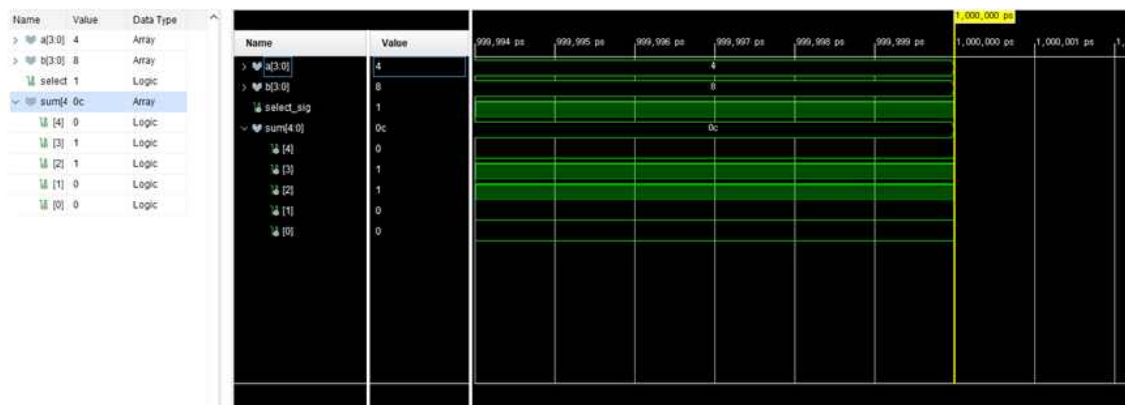 Name Value Data Type
a[3:0] 4 Array
b[3:0] 8 Array
select 1 Logic
sum[4 0c Array
[4] 0 Logic
[3] 1 Logic
[2] 1 Logic
[1] 0 Logic
[0] 0 Logic
Name Value
a[3:0] 4
b[3:0] 8
select_sig 1
sum[4:0] 0c
[4] 0
[3] 1
[2] 1
[1] 0
[0] 0
1,000,000 ps
999,994 ps 999,995 ps 999,996 ps 999,997 ps 999,998 ps 999,999 ps 1,000,000 ps 1,000,001 ps 1,
4
8
0c